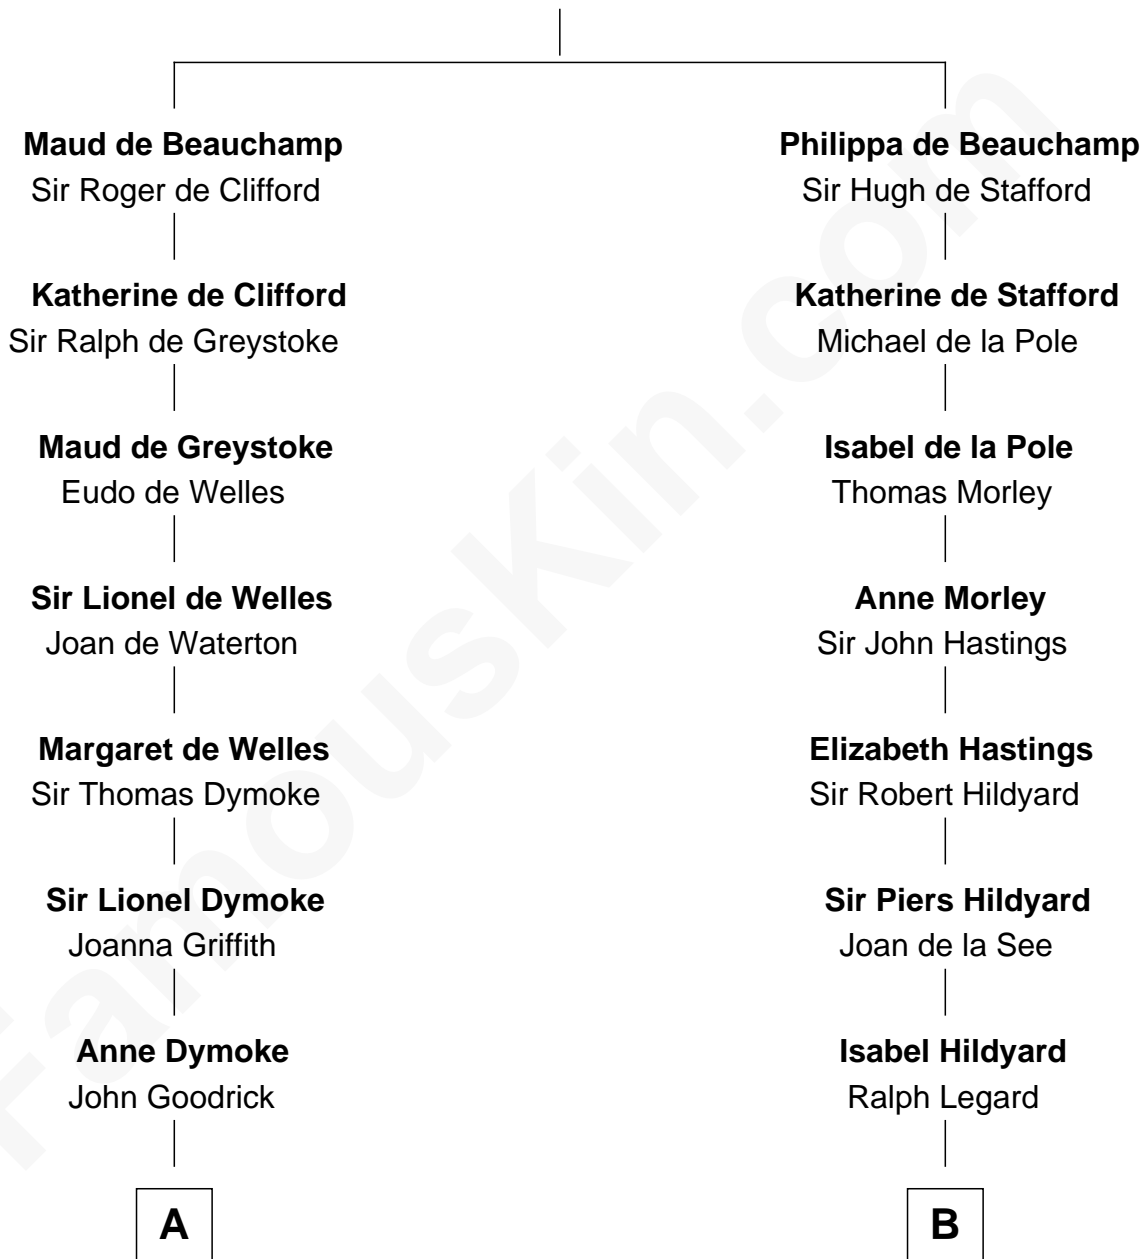 Maud de Beauchamp
Sir Roger de Clifford
Katherine de Clifford
Sir Ralph de Greystoke
Maud de Greystoke
Eudo de Welles
Sir Lionel de Welles
Joan de Waterton
Margaret de Welles
Sir Thomas Dymoke
Sir Lionel Dymoke
Joanna Griffith
Anne Dymoke
John Goodrick
A
Philippa de Beauchamp
Sir Hugh de Stafford
Katherine de Stafford
Michael de la Pole
Isabel de la Pole
Thomas Morley
Anne Morley
Sir John Hastings
Elizabeth Hastings
Sir Robert Hildyard
Sir Piers Hildyard
Joan de la See
Isabel Hildyard
Ralph Legard
B
FamousKin.com